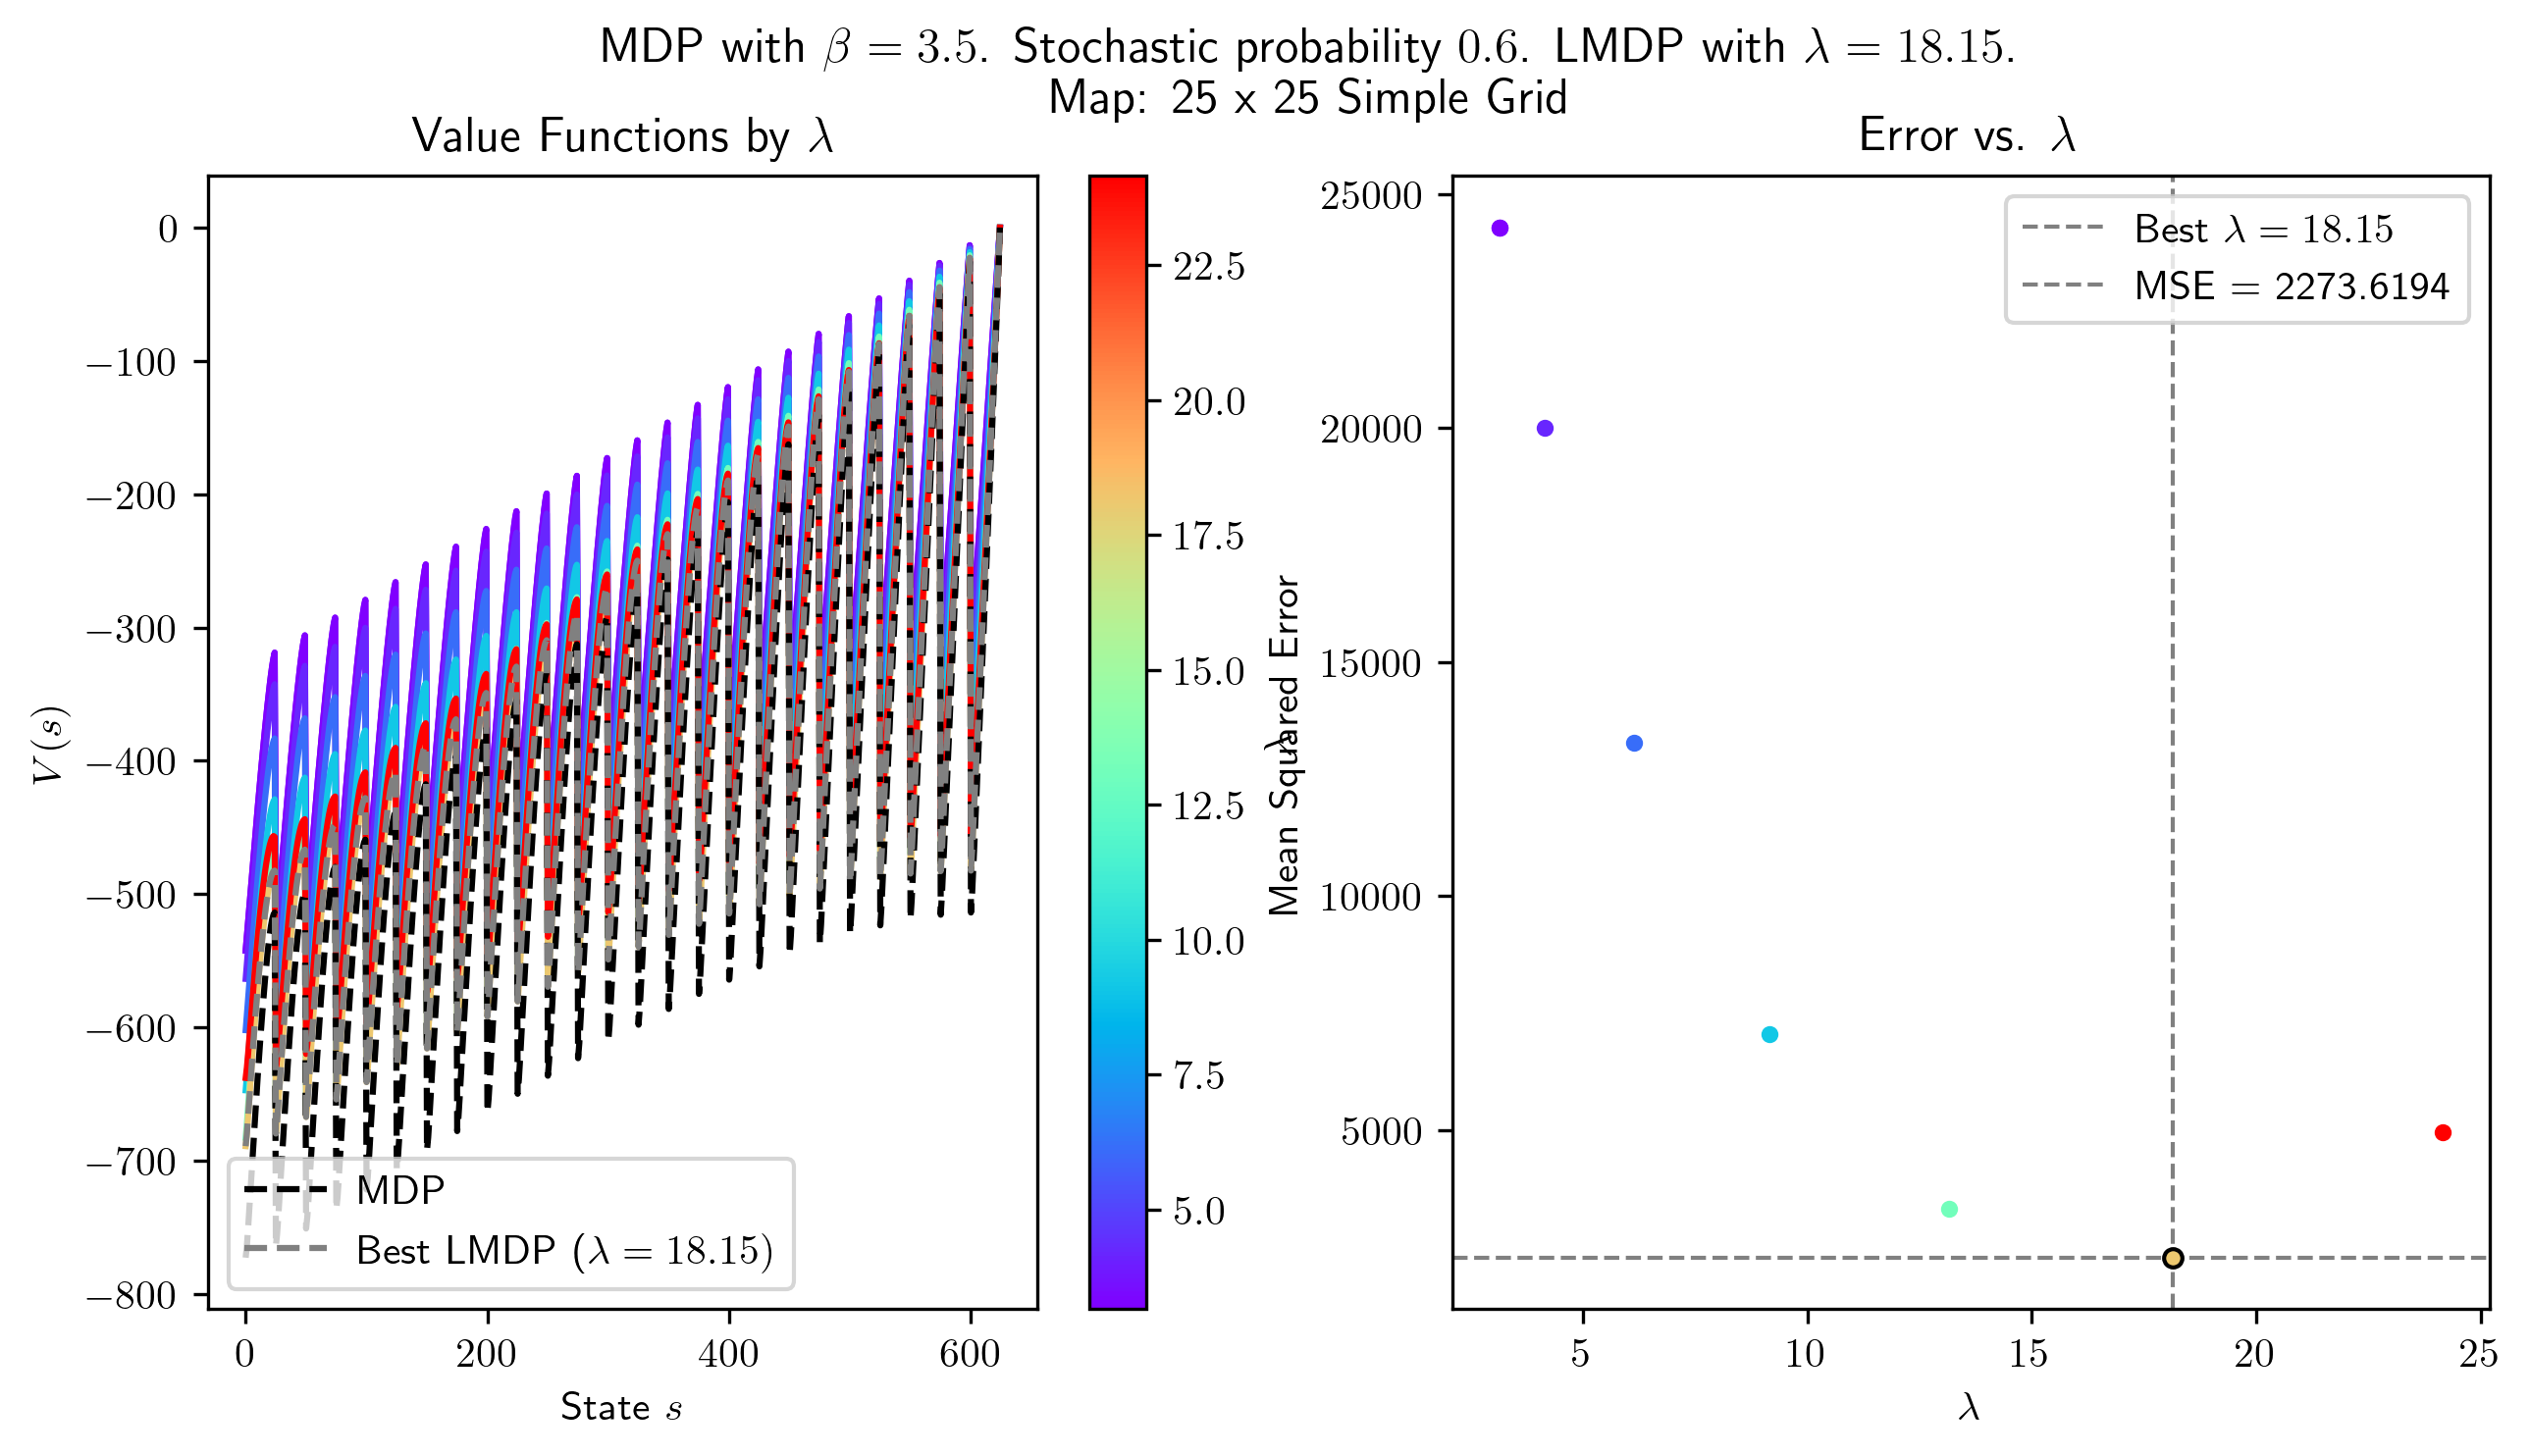 MDP with β = 3.5. Stochastic probability 0.6. LMDP with λ = 18.15.
Map: 25 x 25 Simple Grid
Value Functions by λ
V(s)
0
−100
−200
−300
−400
−500
−600
−700
−800
0
200
400
600
State s
MDP
Best LMDP (λ = 18.15)
22.5
20.0
17.5
15.0
12.5
10.0
7.5
5.0
λ
Error vs. λ
Mean Squared Error
25000
20000
15000
10000
5000
5
10
15
20
25
λ
Best λ = 18.15
MSE = 2273.6194